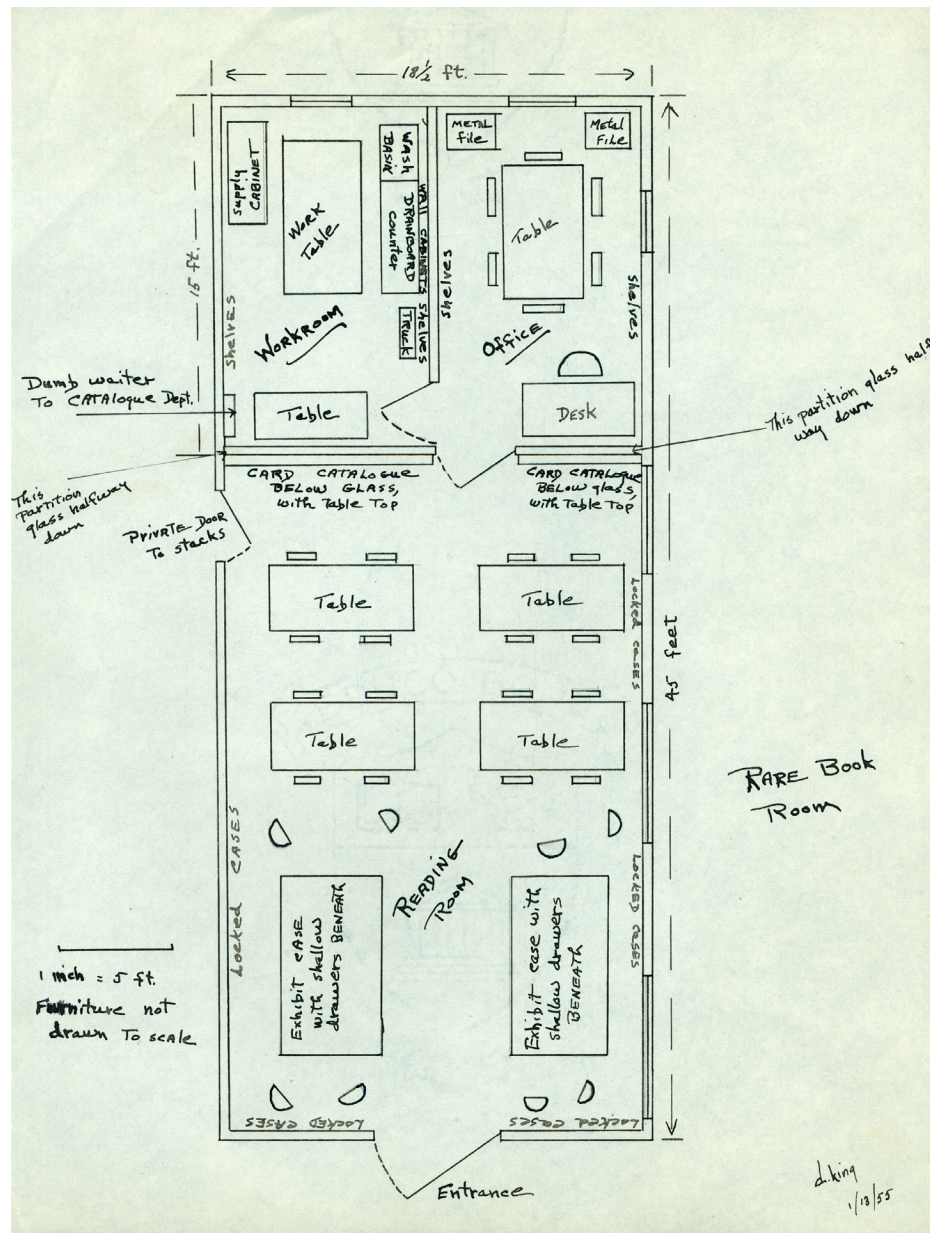 18½ ft.
15 ft.
Supply
CABINET
Work
Table
Wash
BASIN
DRAINBOARD
Counter
WALL CABINETS
shelves
TRUCK
shelves
WORKROOM
Table
METAL
file
Metal
File
Table
shelves
shelves
Office
DESK
Dumb waiter
To CATAlogue Dept.
This partition glass half
way down
This
partition
glass halfway
down
CARD CATAlogue
BELOW GLASS,
with Table Top
CARD CATAlogue
BELOW glass,
with Table Top
PRIVATE DOOR
To stacks
Table
Table
Table
Table
Locked cases
45 feet
RARE Book
Room
READING
ROOM
Locked CASES
LOCKED cases
Exhibit CASE
with shallow
drawers BENEATH
Exhibit case with
shallow drawers
BENEATH
1 inch = 5 ft.
Furniture not
drawn To scale
LOCKED CASES
Locked cases
Entrance
d. king
1/13/55